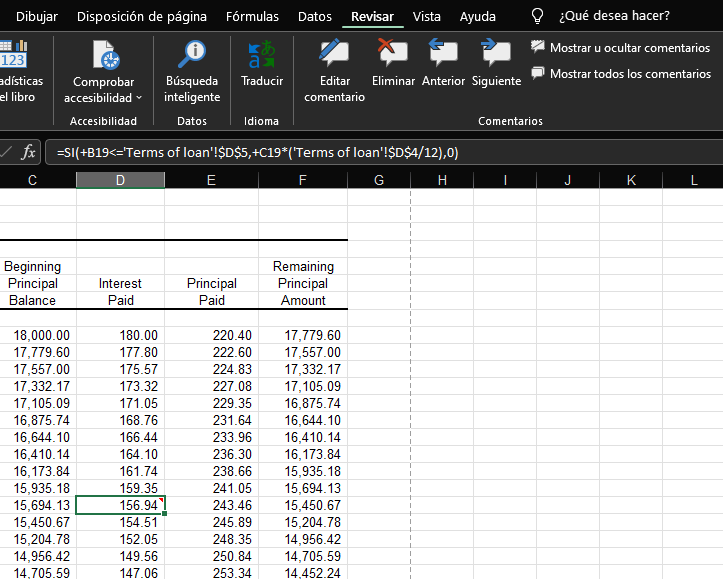 Dibujar Disposición de página Fórmulas Datos Revisar Vista Ayuda ¿Qué desea hacer?
123
adísticas
el libro
Comprobar
accesibilidad
Accesibilidad
Búsqueda
inteligente
Datos
Traducir
Idioma
Editar
comentario
Eliminar Anterior Siguiente
Mostrar u ocultar comentarios
Mostrar todos los comentarios
Comentarios
fx =SI(+B19<='Terms of loan'!$D$5,+C19*('Terms of loan'!$D$4/12),0)
C D E F G H I J K L
Beginning Remaining
Principal Interest Principal Principal
Balance Paid Paid Amount
18,000.00 180.00 220.40 17,779.60
17,779.60 177.80 222.60 17,557.00
17,557.00 175.57 224.83 17,332.17
17,332.17 173.32 227.08 17,105.09
17,105.09 171.05 229.35 16,875.74
16,875.74 168.76 231.64 16,644.10
16,644.10 166.44 233.96 16,410.14
16,410.14 164.10 236.30 16,173.84
16,173.84 161.74 238.66 15,935.18
15,935.18 159.35 241.05 15,694.13
15,694.13 156.94 243.46 15,450.67
15,450.67 154.51 245.89 15,204.78
15,204.78 152.05 248.35 14,956.42
14,956.42 149.56 250.84 14,705.59
14,705.59 147.06 253.34 14,452.24